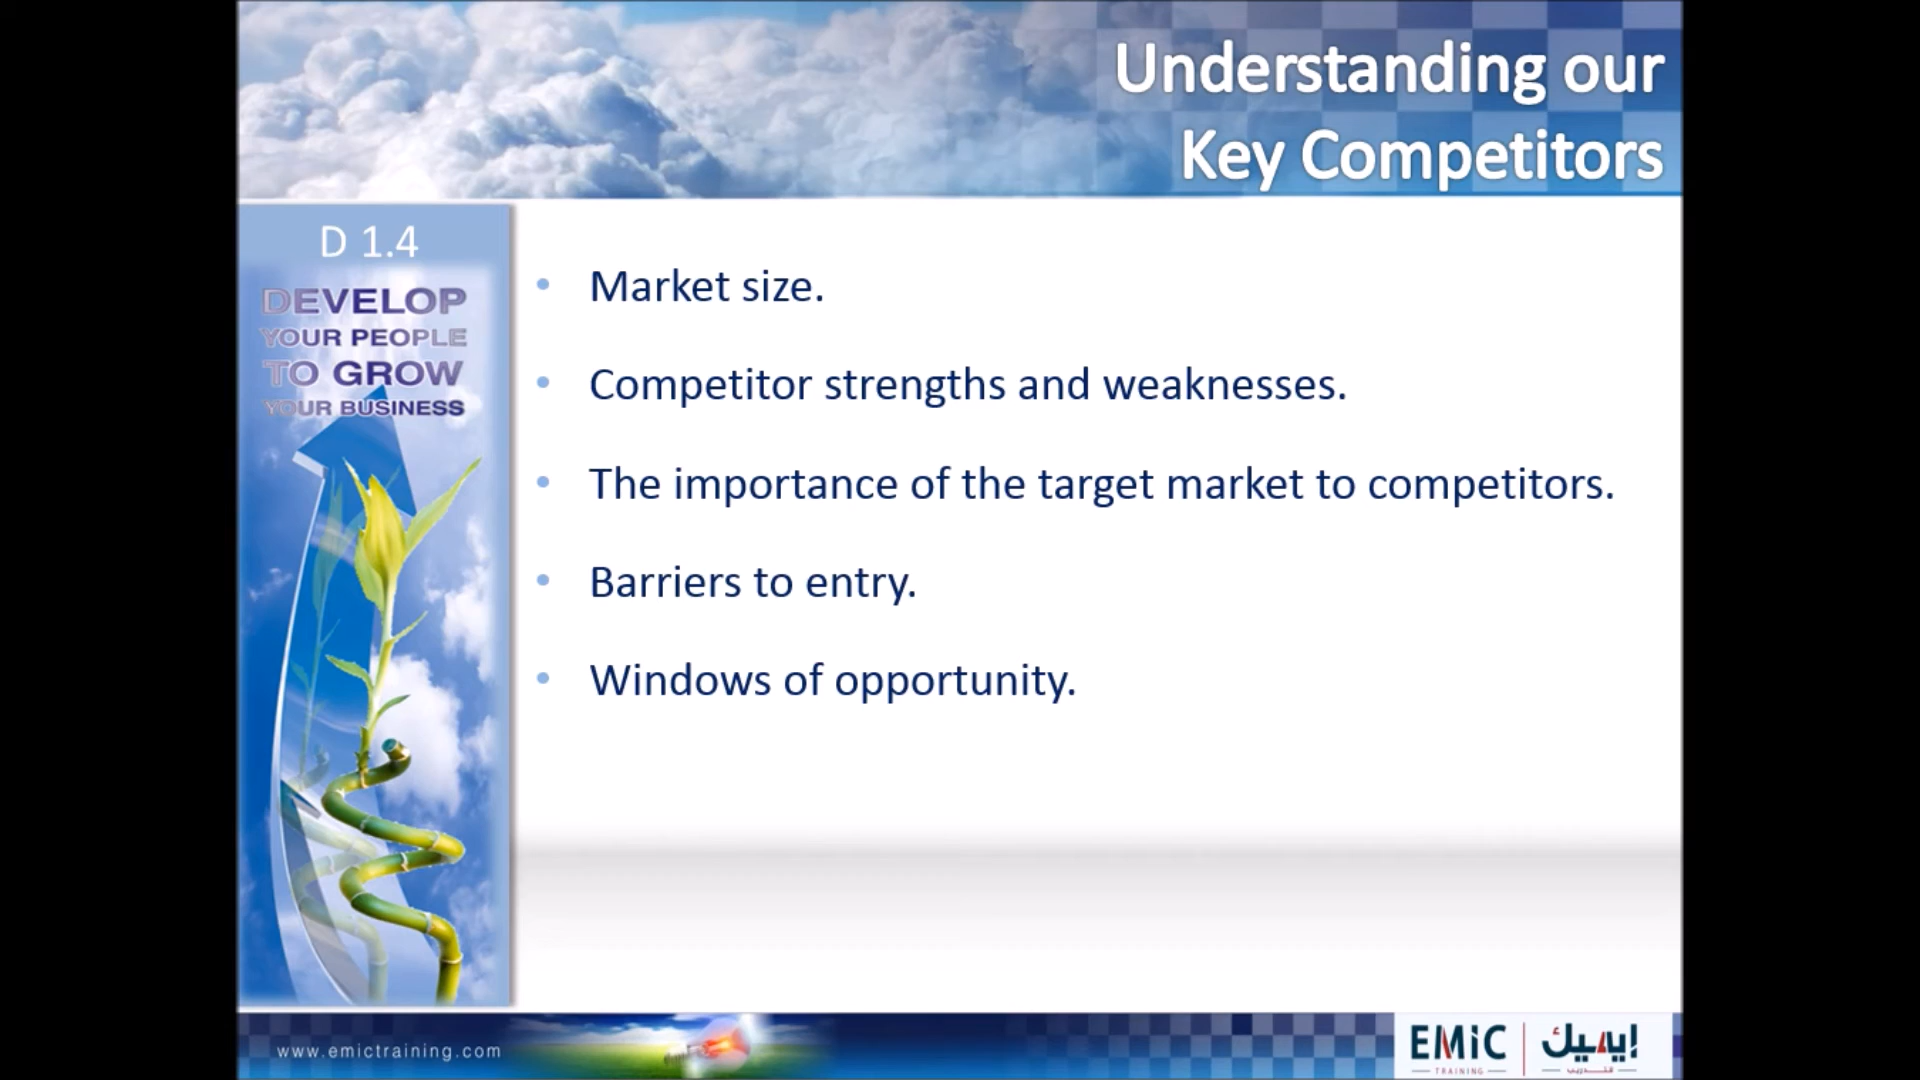 Understanding our
Key Competitors
D 1.4
DEVELOP
YOUR PEOPLE
TO GROW
YOUR BUSINESS
• Market size.
• Competitor strengths and weaknesses.
• The importance of the target market to competitors.
• Barriers to entry.
• Windows of opportunity.
www.emictraining.com
EMiC
TRAINING
إيميك
للتدريب